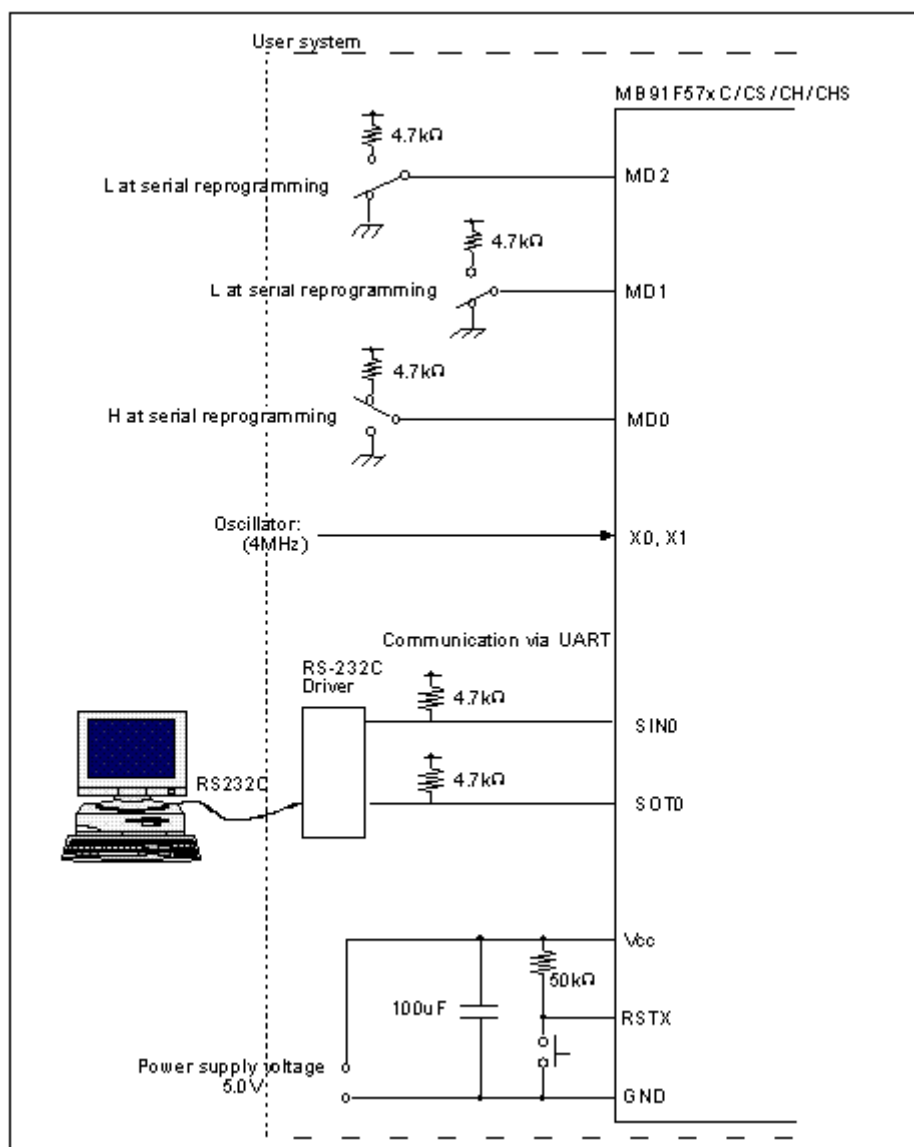 User system
MB91F57xC/CS/CH/CHS
4.7kΩ
L at serial reprogramming
MD2
4.7kΩ
L at serial reprogramming
MD1
4.7kΩ
H at serial reprogramming
MD0
Oscillator:
(4MHz)
X0, X1
Communication via UART
RS-232C
Driver
4.7kΩ
SIN0
RS232C
4.7kΩ
SOT0
Vcc
50kΩ
100uF
RSTX
Power supply voltage
5.0V
GND